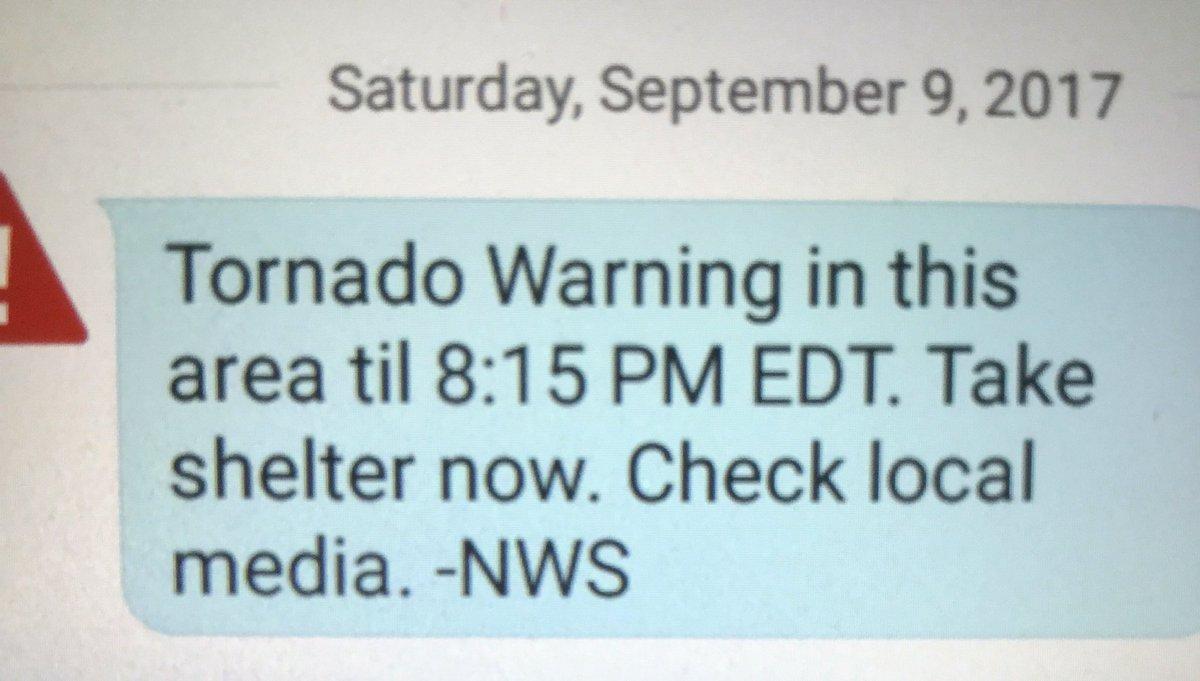 Saturday, September 9, 2017
!
Tornado Warning in this
area til 8:15 PM EDT. Take
shelter now. Check local
media. -NWS